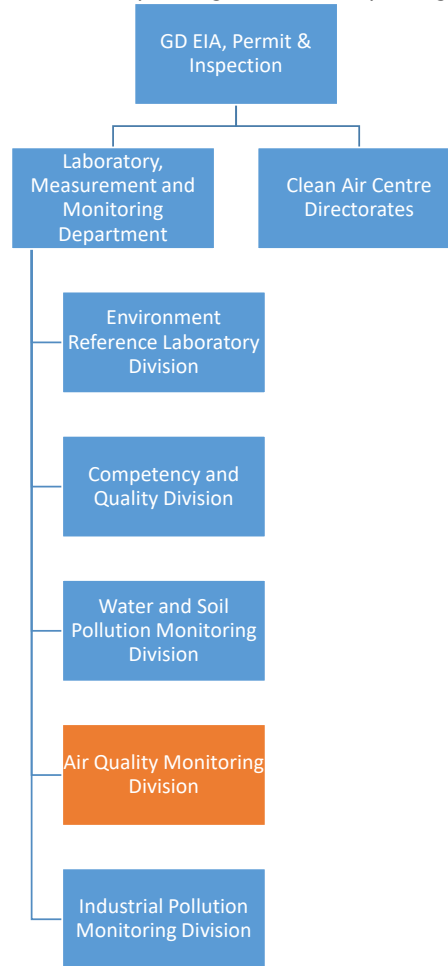 GD EIA, Permit &
Inspection
Laboratory,
Measurement and
Monitoring
Department
Clean Air Centre
Directorates
Environment
Reference Laboratory
Division
Competency and
Quality Division
Water and Soil
Pollution Monitoring
Division
Air Quality Monitoring
Division
Industrial Pollution
Monitoring Division